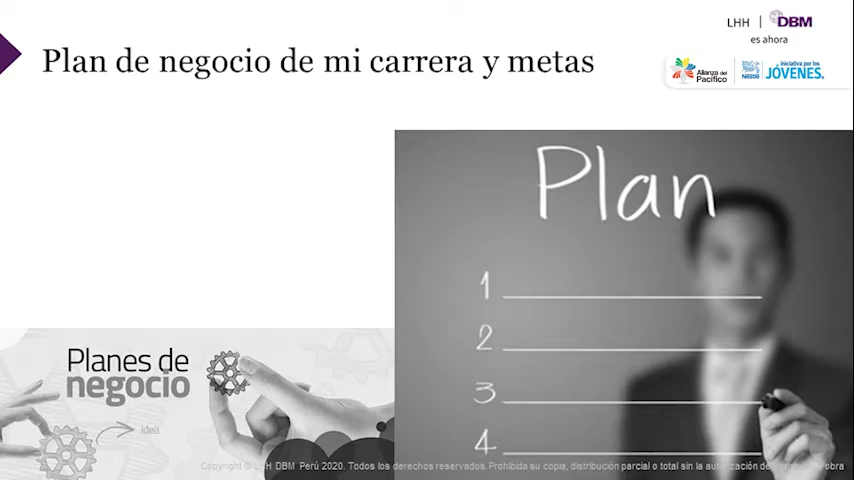 LHH | DBM
es ahora
Plan de negocio de mi carrera y metas
Alianza del
Pacífico
Nestlé
iniciativa por los
JÓVENES.
Plan
1
2
3
4
Planes de
negocio
Idea
Copyright © LHH DBM Perú 2020. Todos los derechos reservados. Prohibida su copia, distribución parcial o total sin la autorización de obra